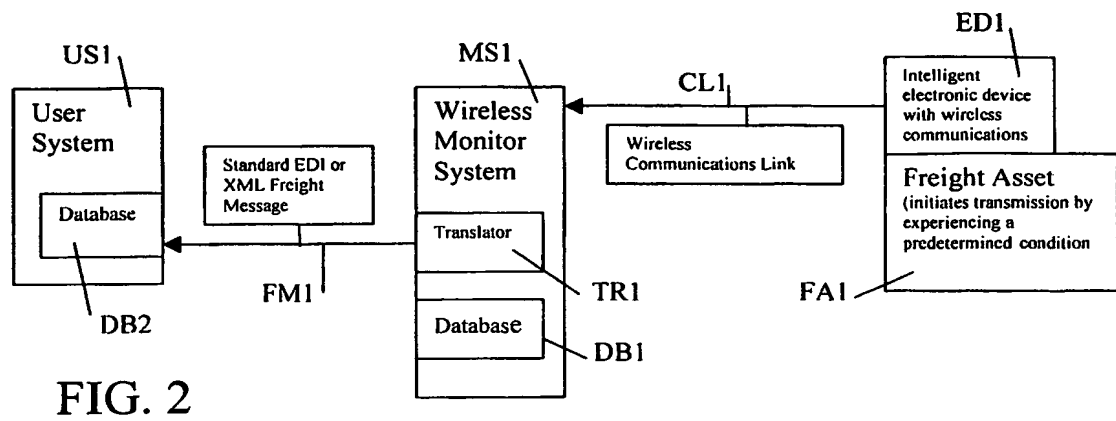 US1
User
System
Database
DB2
Standard EDI or
XML Freight
Message
FM1
MS1
Wireless
Monitor
System
Translator
TR1
Database
DB1
CL1
Wireless
Communications Link
ED1
Intelligent
electronic device
with wireless
communications
Freight Asset
(initiates transmission by
experiencing a
predetermined condition
FA1
FIG. 2